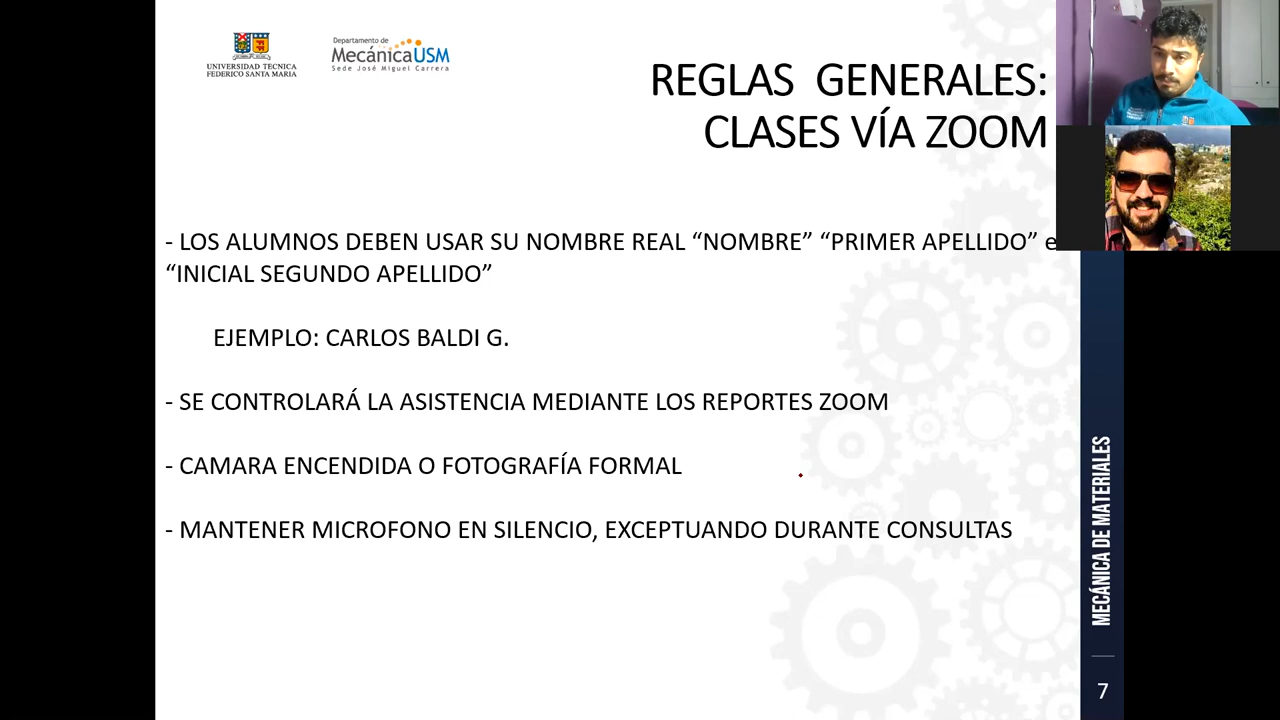 UNIVERSIDAD TECNICA
FEDERICO SANTA MARIA
Departamento de
MecánicaUSM
Sede José Miguel Carrera
REGLAS GENERALES:
CLASES VÍA ZOOM
- LOS ALUMNOS DEBEN USAR SU NOMBRE REAL “NOMBRE” “PRIMER APELLIDO” e
“INICIAL SEGUNDO APELLIDO”
EJEMPLO: CARLOS BALDI G.
- SE CONTROLARÁ LA ASISTENCIA MEDIANTE LOS REPORTES ZOOM
- CAMARA ENCENDIDA O FOTOGRAFÍA FORMAL
- MANTENER MICROFONO EN SILENCIO, EXCEPTUANDO DURANTE CONSULTAS
MECÁNICA DE MATERIALES
7